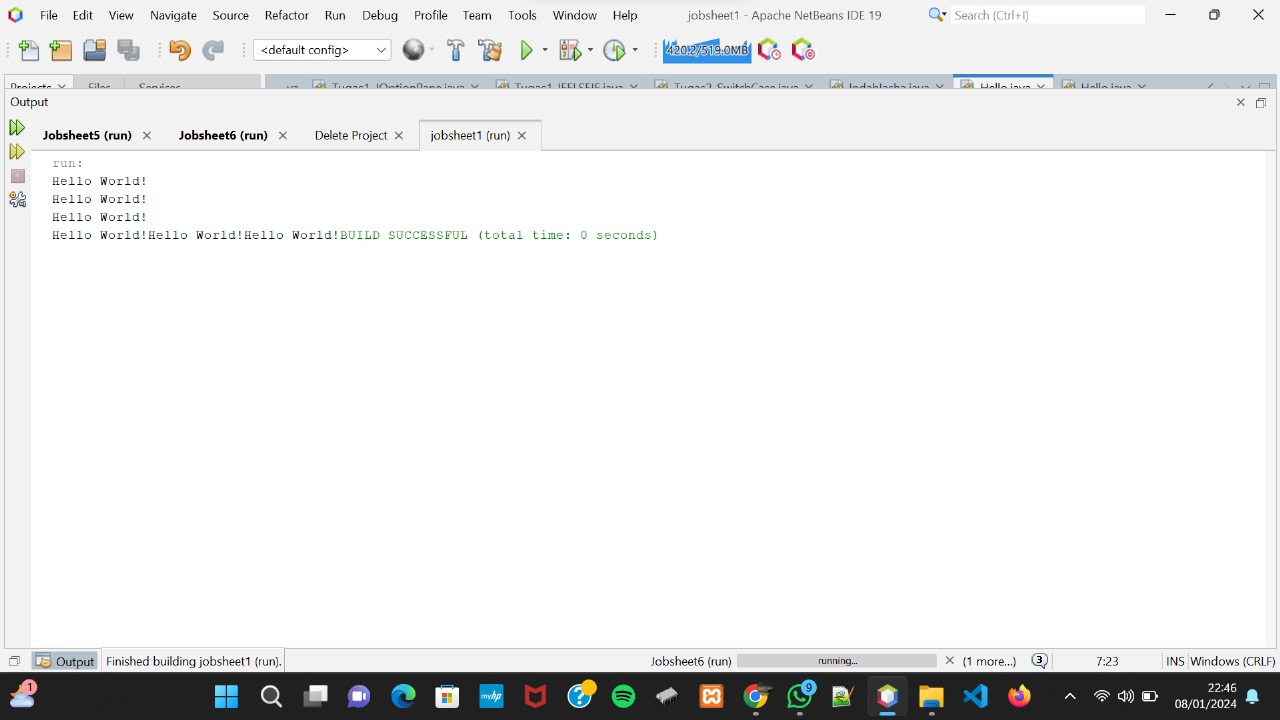 File Edit View Navigate Source Refactor Run Debug Profile Team Tools Window Help jobsheet1 - Apache NetBeans IDE 19 Search (Ctrl+I)
<default config> 420.2/519.0MB
Projects Files Services va Tugas1_JOptionPane.java Tugas1_IFELSEIF.java Tugas2_SwitchCase.java Hello.java Hello.java
Output
Jobsheet5 (run) Jobsheet6 (run) Delete Project jobsheet1 (run)
run:
Hello World!
Hello World!
Hello World!
Hello World!Hello World!Hello World!BUILD SUCCESSFUL (total time: 0 seconds)
Output Finished building jobsheet1 (run). Jobsheet6 (run) running... (1 more...) 3 7:23 INS Windows (CRLF)
1 myhp 9 22:46
08/01/2024